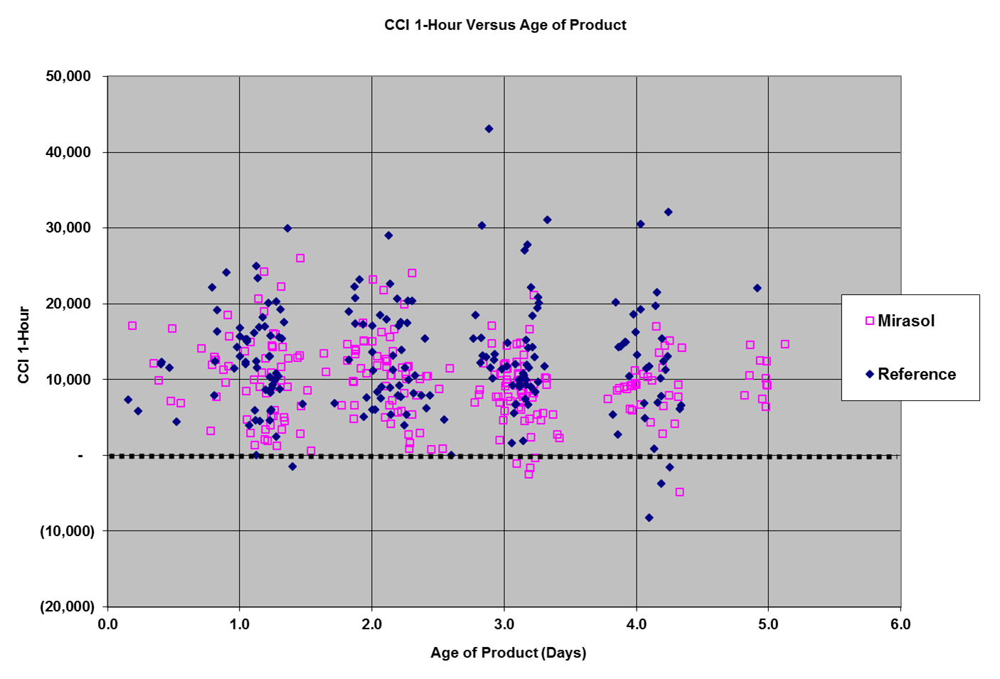 CCI 1-Hour Versus Age of Product
50,000
40,000
30,000
20,000
10,000
-
(10,000)
(20,000)
CCI 1-Hour
0.0 1.0 2.0 3.0 4.0 5.0 6.0
Age of Product (Days)
Mirasol
Reference